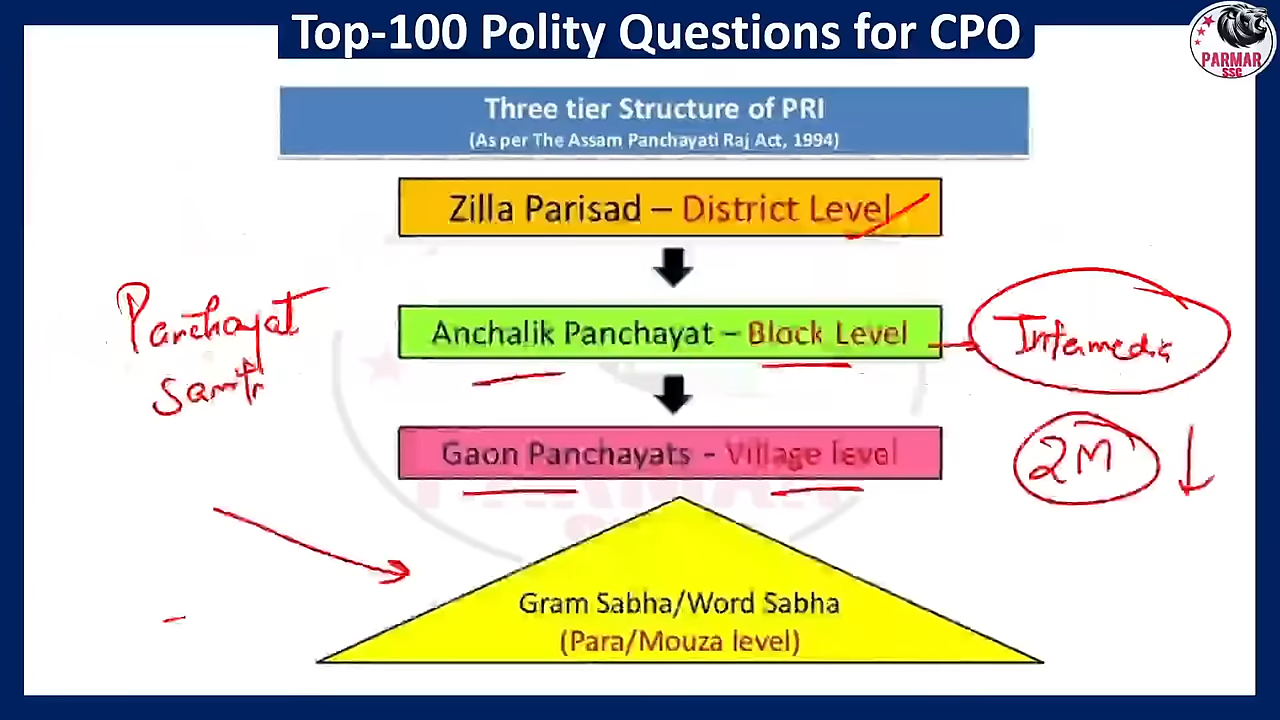 Top-100 Polity Questions for CPO
PARMAR
SSC
Three tier Structure of PRI
(As per The Assam Panchayati Raj Act, 1994)
Zilla Parisad – District Level
Panchayat
Samiti
Anchalik Panchayat – Block Level
Intermedia
Gaon Panchayats - Village level
2M
Gram Sabha/Word Sabha
(Para/Mouza level)